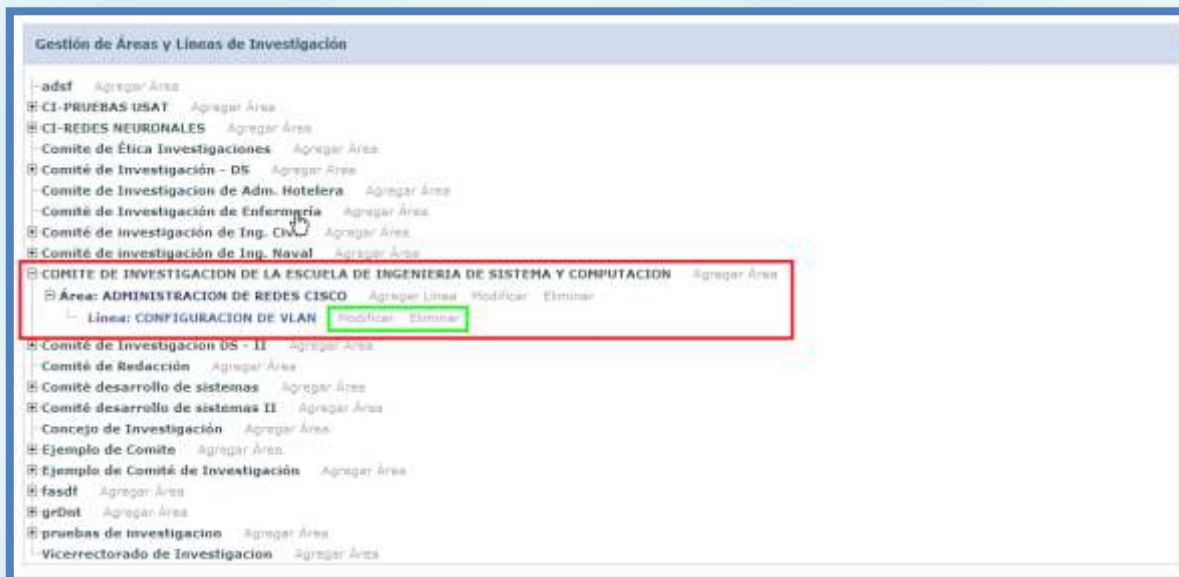 Gestión de Áreas y Líneas de Investigación
adsf Agregar Área
CI-PRUEBAS USAT Agregar Área
CI-REDES NEURONALES Agregar Área
Comite de Ética Investigaciones Agregar Área
Comité de Investigación - DS Agregar Área
Comite de Investigacion de Adm. Hotelera Agregar Área
Comité de Investigación de Enfermería Agregar Área
Comité de investigación de Ing. Agregar Área
Comité de investigación de Ing. Naval Agregar Área
COMITE DE INVESTIGACION DE LA ESCUELA DE INGENIERIA DE SISTEMA Y COMPUTACION Agregar Área
Área: ADMINISTRACION DE REDES CISCO Agregar Línea Modificar Eliminar
Línea: CONFIGURACION DE VLAN Modificar Eliminar
Comité de Investigacion DS - II Agregar Área
Comité de Redacción Agregar Área
Comité desarrollo de sistemas Agregar Área
Comité desarrollo de sistemas II Agregar Área
Concejo de Investigación Agregar Área
Ejemplo de Comite Agregar Área
Ejemplo de Comité de Investigación Agregar Área
fasdf Agregar Área
grDot Agregar Área
pruebas de investigacion Agregar Área
Vicerrectorado de Investigacion Agregar Área